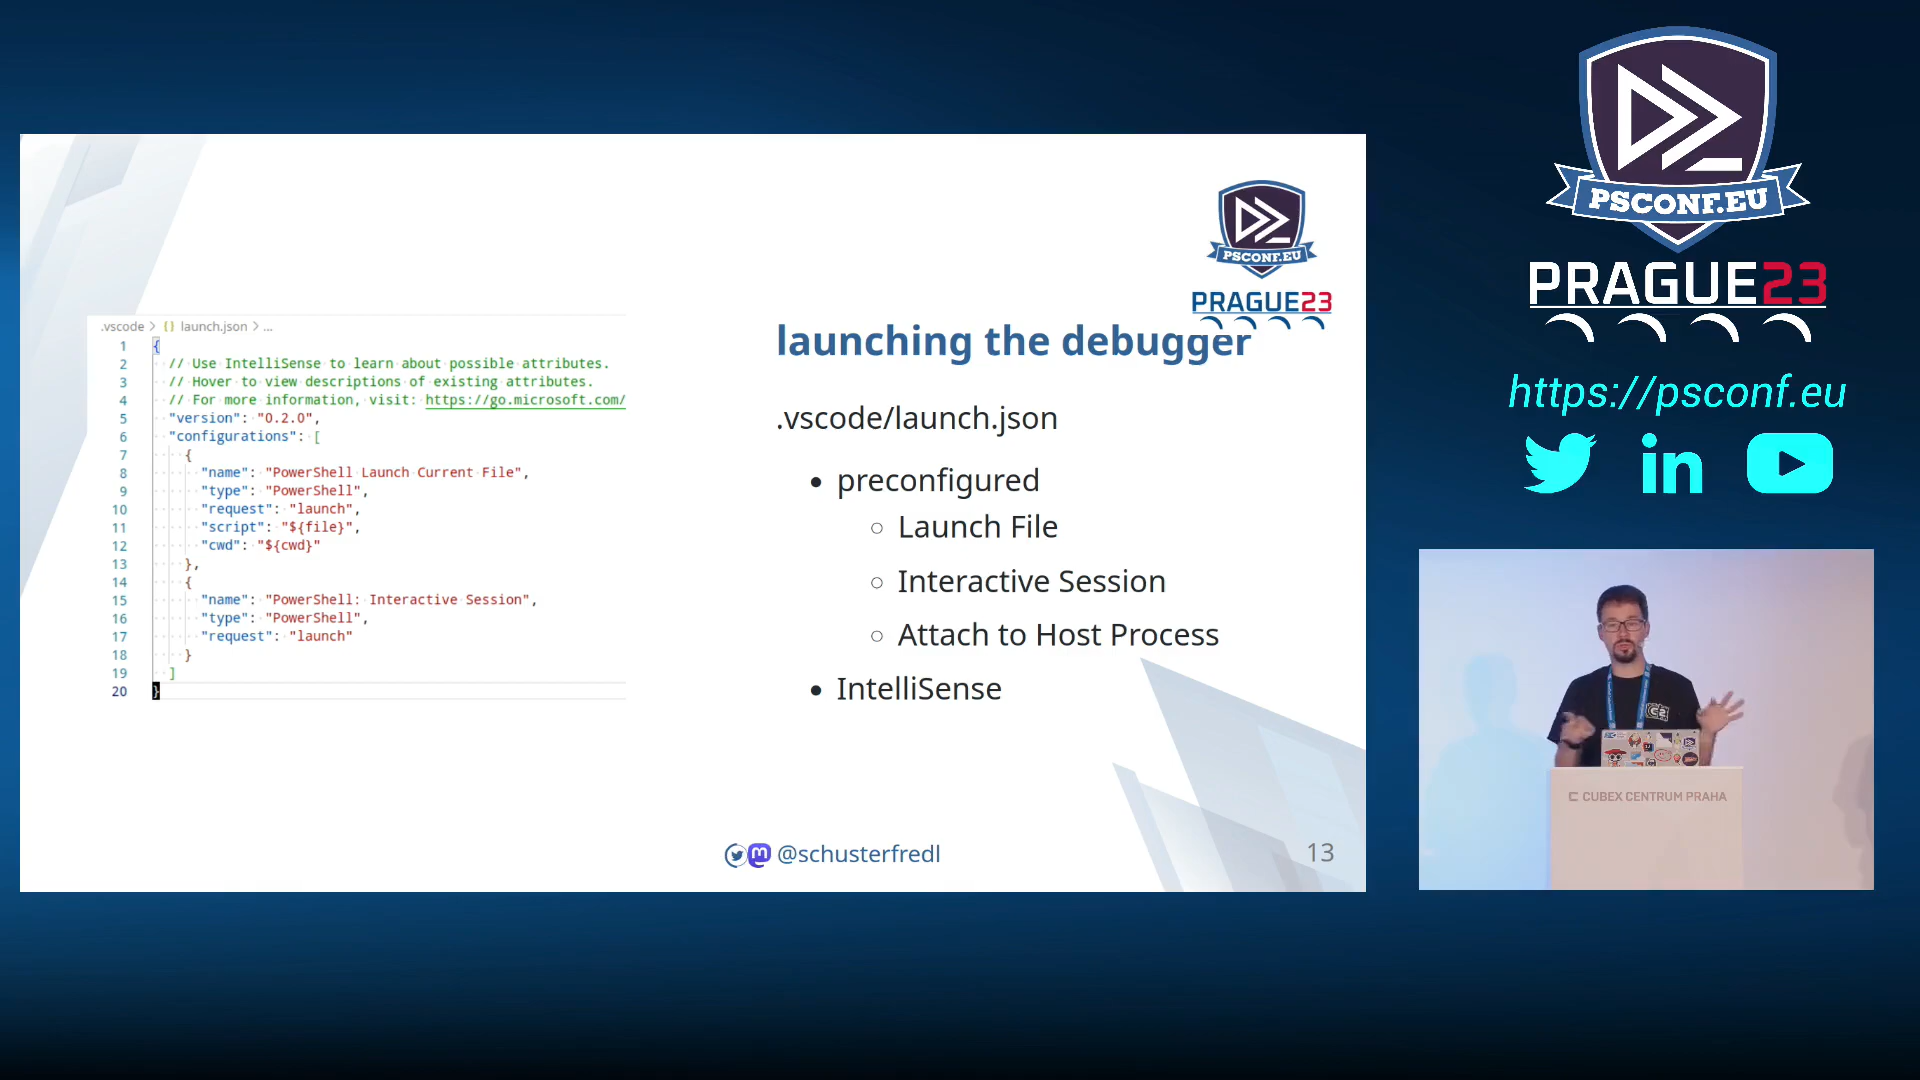 PSCONF.EU
PRAGUE23
launching the debugger
.vscode > {} launch.json > ...
1 {
2 // Use IntelliSense to learn about possible attributes.
3 // Hover to view descriptions of existing attributes.
4 // For more information, visit: https://go.microsoft.com/
5 "version": "0.2.0",
6 "configurations": [
7 {
8 "name": "PowerShell Launch Current File",
9 "type": "PowerShell",
10 "request": "launch",
11 "script": "${file}",
12 "cwd": "${cwd}"
13 },
14 {
15 "name": "PowerShell: Interactive Session",
16 "type": "PowerShell",
17 "request": "launch"
18 }
19 ]
20 }
.vscode/launch.json
• preconfigured
○ Launch File
○ Interactive Session
○ Attach to Host Process
• IntelliSense
@schusterfredl
13
PSCONF.EU
PRAGUE23
https://psconf.eu
in
CUBEX CENTRUM PRAHA